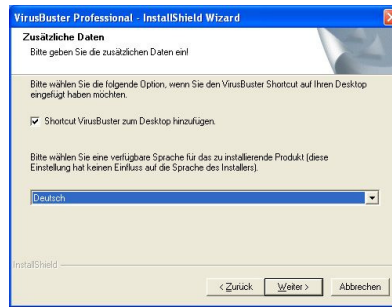 VirusBuster Professional - InstallShield Wizard
Zusätzliche Daten
Bitte geben Sie die zusätzlichen Daten ein!
Bitte wählen Sie die folgende Option, wenn Sie den VirusBuster Shortcut auf Ihren Desktop
eingefügt haben möchten.
Shortcut VirusBuster zum Desktop hinzufügen.
Bitte wählen Sie eine verfügbare Sprache für das zu installierende Produkt (diese
Einstellung hat keinen Einfluss auf die Sprache des Installers).
Deutsch
InstallShield
< Zurück Weiter > Abbrechen